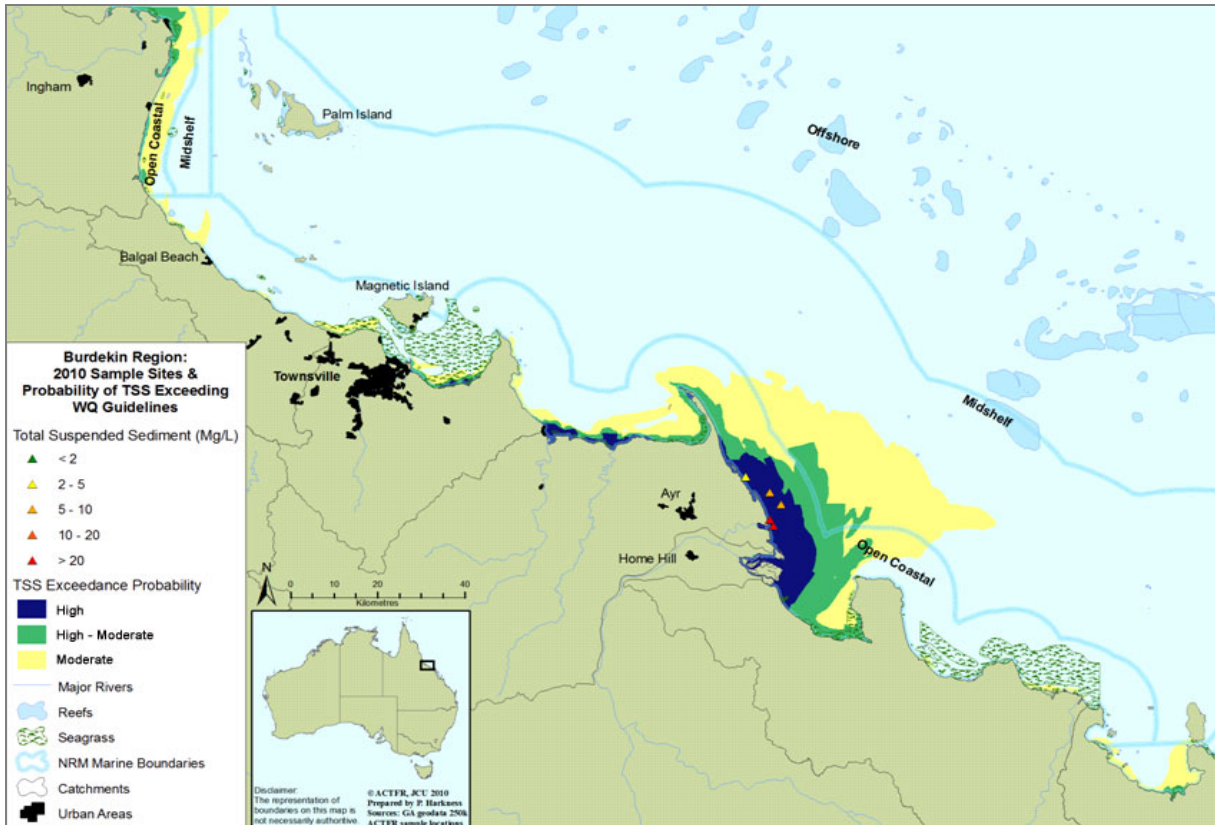 Ingham
Open Coastal
Midshelf
Palm Island
Offshore
Balgal Beach
Magnetic Island
Townsville
Midshelf
Ayr
Home Hill
Open Coastal
Burdekin Region:
2010 Sample Sites &
Probability of TSS Exceeding
WQ Guidelines
Total Suspended Sediment (Mg/L)
< 2
2 - 5
5 - 10
10 - 20
> 20
TSS Exceedance Probability
High
High - Moderate
Moderate
Major Rivers
Reefs
Seagrass
NRM Marine Boundaries
Catchments
Urban Areas
N
0 10 20 40
Kilometres
Disclaimer:
The representation of
boundaries on this map is
not necessarily authoritive.
© ACTFR, JCU 2010
Prepared by P. Harkness
Sources: GA geodata 250k
ACTFR sample locations